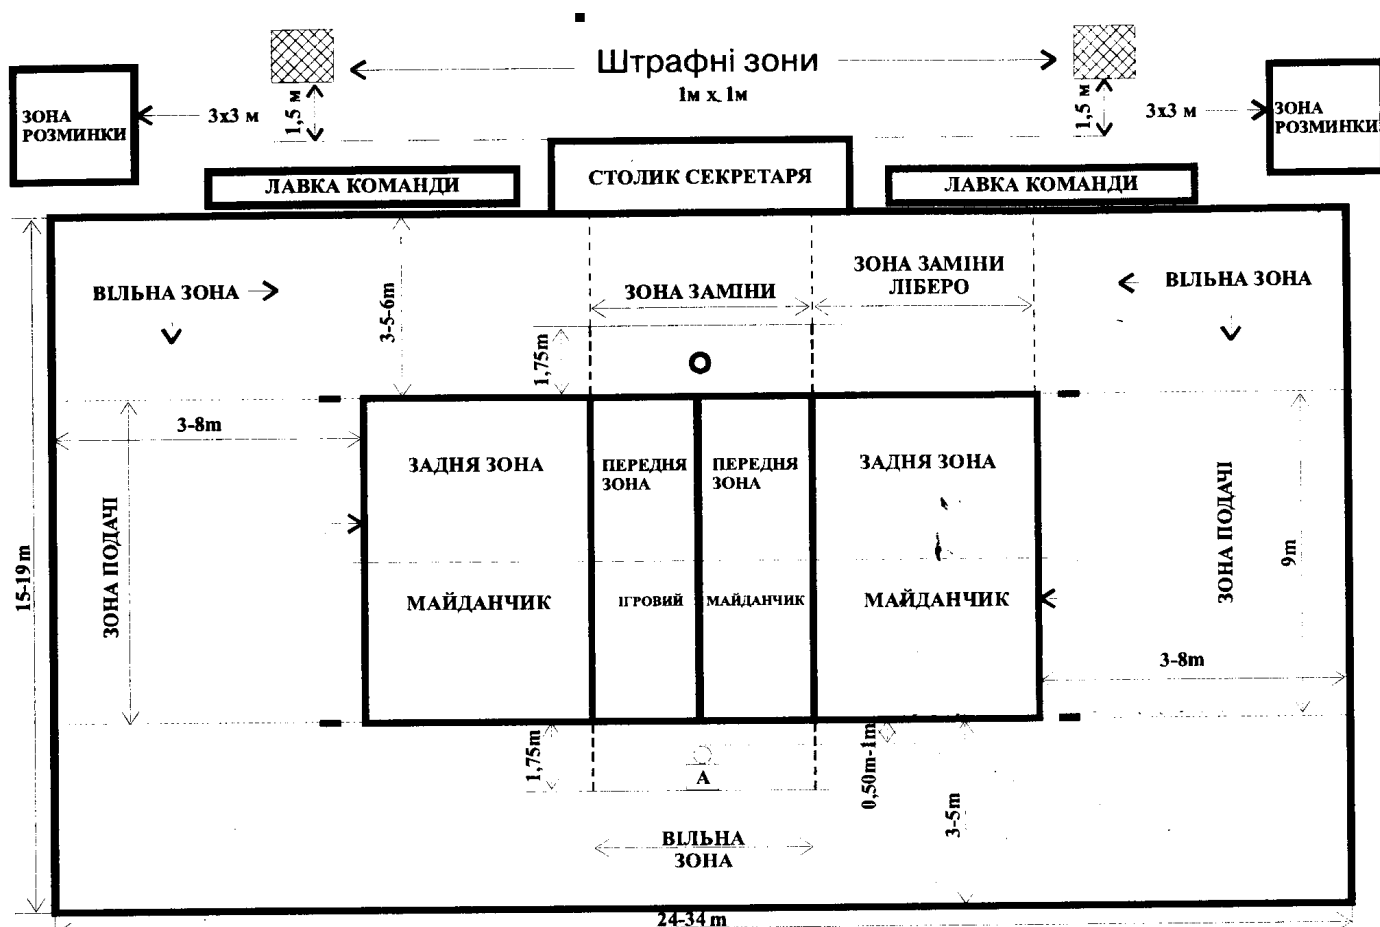 Штрафні зони
1м х 1м
ЗОНА
РОЗМИНКИ
3х3 м
1,5 м
1,5 м
3х3 м
ЗОНА
РОЗМИНКИ
ЛАВКА КОМАНДИ
СТОЛИК СЕКРЕТАРЯ
ЛАВКА КОМАНДИ
ВІЛЬНА ЗОНА
3-5-6m
ЗОНА ЗАМІНИ
ЗОНА ЗАМІНИ
ЛІБЕРО
ВІЛЬНА ЗОНА
1,75m
3-8m
ЗАДНЯ ЗОНА
ПЕРЕДНЯ
ЗОНА
ПЕРЕДНЯ
ЗОНА
ЗАДНЯ ЗОНА
ЗОНА ПОДАЧІ
15-19 m
ЗОНА ПОДАЧІ
9m
МАЙДАНЧИК
ІГРОВИЙ
МАЙДАНЧИК
МАЙДАНЧИК
3-8m
1,75m
А
0,50m-1m
3-5m
ВІЛЬНА
ЗОНА
24-34 m